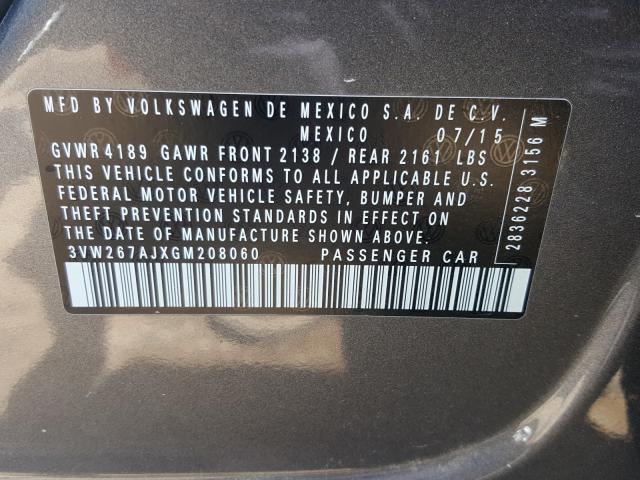 MFD BY VOLKSWAGEN DE MEXICO S.A. DE C.V.
MEXICO 07/15
GVWR 4189 GAWR FRONT 2138 / REAR 2161 LBS
THIS VEHICLE CONFORMS TO ALL APPLICABLE U.S.
FEDERAL MOTOR VEHICLE SAFETY, BUMPER AND
THEFT PREVENTION STANDARDS IN EFFECT ON
THE DATE OF MANUFACTURE SHOWN ABOVE.
3VW267AJXGM208060 PASSENGER CAR
2836228 3156 M